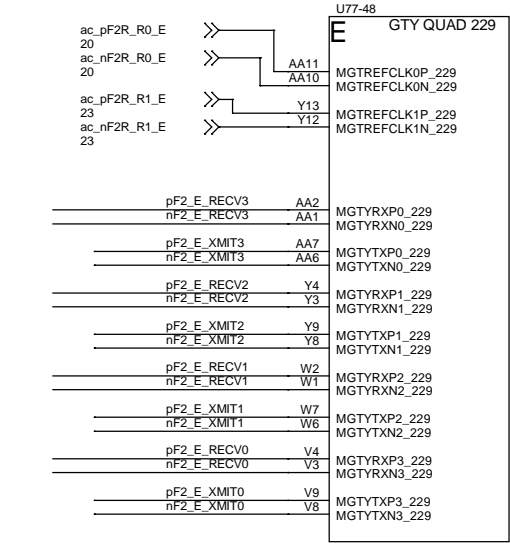 U77-48
E GTY QUAD 229
ac_pF2R_R0_E
20
ac_nF2R_R0_E
20
AA11 MGTREFCLK0P_229
AA10 MGTREFCLK0N_229
ac_pF2R_R1_E
23
ac_nF2R_R1_E
23
Y13 MGTREFCLK1P_229
Y12 MGTREFCLK1N_229
pF2_E_RECV3 AA2 MGTYRXP0_229
nF2_E_RECV3 AA1 MGTYRXN0_229
pF2_E_XMIT3 AA7 MGTYTXP0_229
nF2_E_XMIT3 AA6 MGTYTXN0_229
pF2_E_RECV2 Y4 MGTYRXP1_229
nF2_E_RECV2 Y3 MGTYRXN1_229
pF2_E_XMIT2 Y9 MGTYTXP1_229
nF2_E_XMIT2 Y8 MGTYTXN1_229
pF2_E_RECV1 W2 MGTYRXP2_229
nF2_E_RECV1 W1 MGTYRXN2_229
pF2_E_XMIT1 W7 MGTYTXP2_229
nF2_E_XMIT1 W6 MGTYTXN2_229
pF2_E_RECV0 V4 MGTYRXP3_229
nF2_E_RECV0 V3 MGTYRXN3_229
pF2_E_XMIT0 V9 MGTYTXP3_229
nF2_E_XMIT0 V8 MGTYTXN3_229